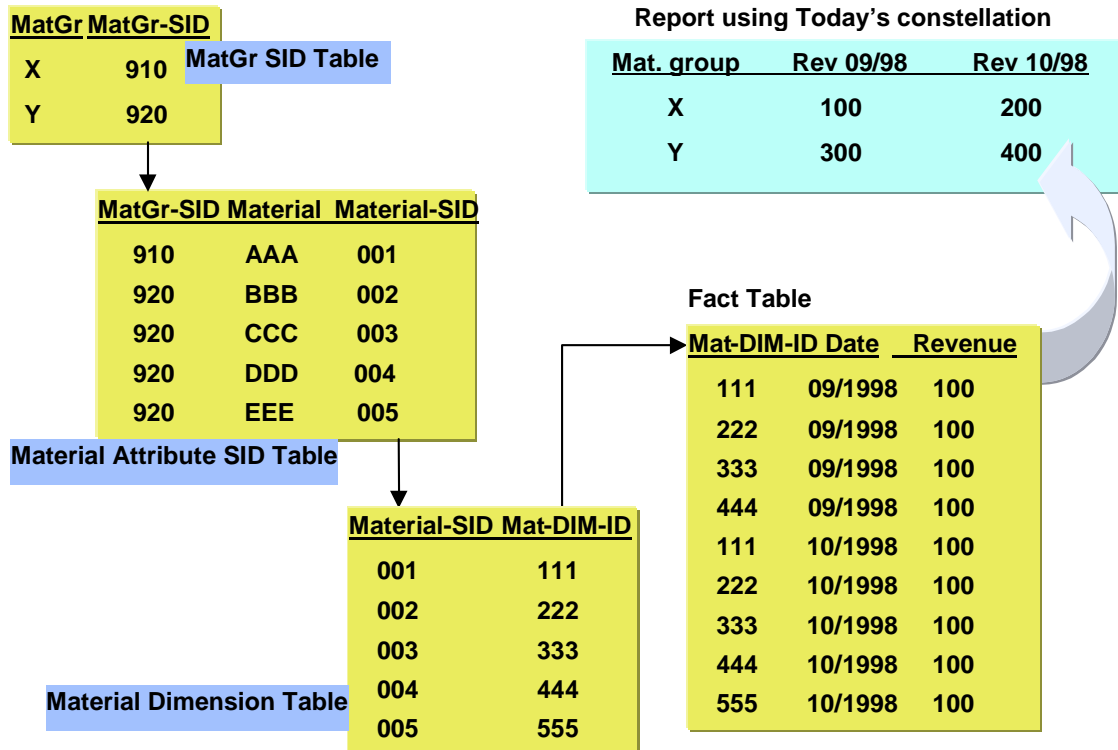 MatGr MatGr-SID
X 910
Y 920
MatGr SID Table
Report using Today's constellation
Mat. group Rev 09/98 Rev 10/98
X 100 200
Y 300 400
MatGr-SID Material Material-SID
910 AAA 001
920 BBB 002
920 CCC 003
920 DDD 004
920 EEE 005
Material Attribute SID Table
Material-SID Mat-DIM-ID
001 111
002 222
003 333
004 444
005 555
Material Dimension Table
Fact Table
Mat-DIM-ID Date Revenue
111 09/1998 100
222 09/1998 100
333 09/1998 100
444 09/1998 100
111 10/1998 100
222 10/1998 100
333 10/1998 100
444 10/1998 100
555 10/1998 100